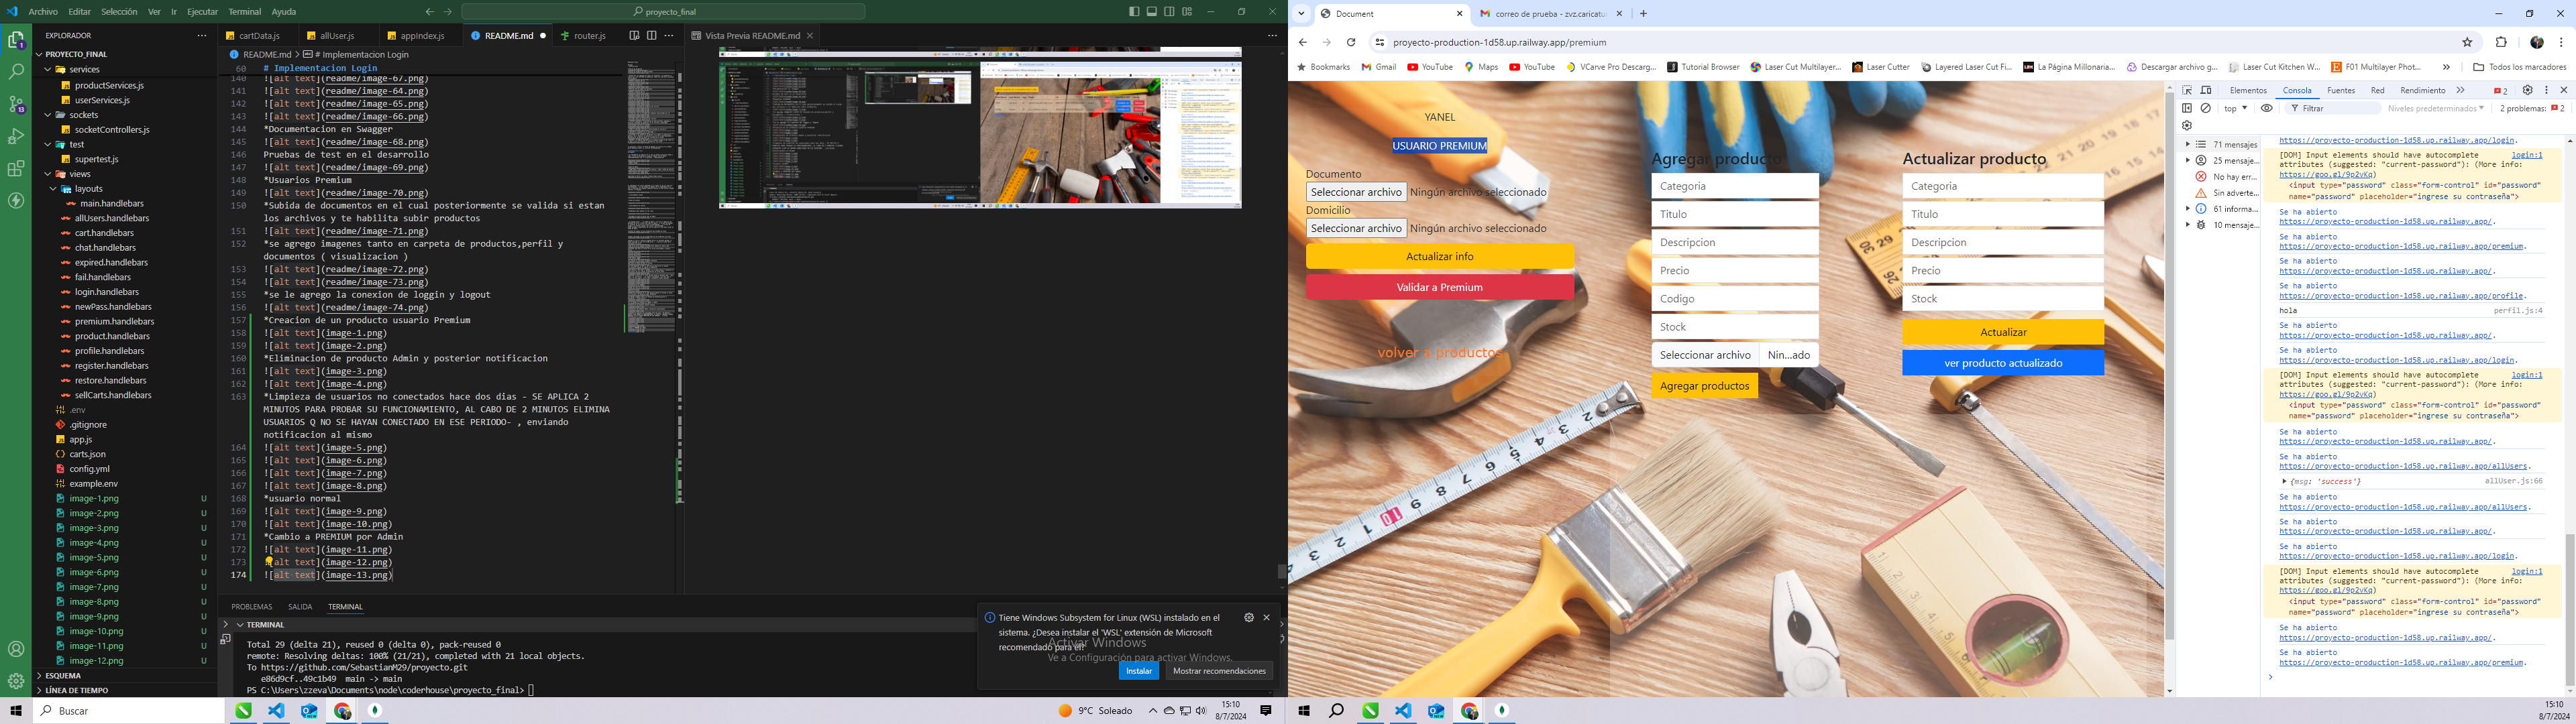 Archivo Editar Selección Ver Ir Ejecutar Terminal Ayuda
proyecto_final
EXPLORADOR
PROYECTO_FINAL
services
productServices.js
userServices.js
sockets
socketControllers.js
test
supertest.js
views
layouts
main.handlebars
allUsers.handlebars
cart.handlebars
chat.handlebars
expired.handlebars
fail.handlebars
login.handlebars
newPass.handlebars
premium.handlebars
product.handlebars
profile.handlebars
register.handlebars
restore.handlebars
sellCarts.handlebars
.env
.gitignore
app.js
carts.json
config.yml
example.env
image-1.png U
image-2.png U
image-3.png U
image-4.png U
image-5.png U
image-6.png U
image-7.png U
image-8.png U
image-9.png U
image-10.png U
image-11.png U
image-12.png U
ESQUEMA
LÍNEA DE TIEMPO
cartData.js allUser.js appIndex.js README.md router.js
README.md > # Implementacion Login
60 # Implementacion Login
140 ![alt text](readme/image-67.png)
141 ![alt text](readme/image-64.png)
142 ![alt text](readme/image-65.png)
143 ![alt text](readme/image-66.png)
144 *Documentacion en Swagger
145 ![alt text](readme/image-68.png)
146 Pruebas de test en el desarrollo
147 ![alt text](readme/image-69.png)
148 *Usuarios Premium
149 ![alt text](readme/image-70.png)
150 *Subida de documentos en el cual posteriormente se valida si estan
los archivos y te habilita subir productos
151 ![alt text](readme/image-71.png)
152 *se agrego imagenes tanto en carpeta de productos,perfil y
documentos ( visualizacion )
153 ![alt text](readme/image-72.png)
154 ![alt text](readme/image-73.png)
155 *se le agrego la conexion de loggin y logout
156 ![alt text](readme/image-74.png)
157 *Creacion de un producto usuario Premium
158 ![alt text](image-1.png)
159 ![alt text](image-2.png)
160 *Eliminacion de producto Admin y posterior notificacion
161 ![alt text](image-3.png)
162 ![alt text](image-4.png)
163 *Limpieza de usuarios no conectados hace dos dias - SE APLICA 2
MINUTOS PARA PROBAR SU FUNCIONAMIENTO, AL CABO DE 2 MINUTOS ELIMINA
USUARIOS Q NO SE HAYAN CONECTADO EN ESE PERIODO- , enviando
notificacion al mismo
164 ![alt text](image-5.png)
165 ![alt text](image-6.png)
166 ![alt text](image-7.png)
167 ![alt text](image-8.png)
168 *usuario normal
169 ![alt text](image-9.png)
170 ![alt text](image-10.png)
171 *Cambio a PREMIUM por Admin
172 ![alt text](image-11.png)
173 ![alt text](image-12.png)
174 ![alt text](image-13.png)
Vista Previa README.md
PROBLEMAS SALIDA TERMINAL
TERMINAL
Total 29 (delta 21), reused 0 (delta 0), pack-reused 0
remote: Resolving deltas: 100% (21/21), completed with 21 local objects.
To https://github.com/SebastianM29/proyecto.git
e86d9cf..49c1b49 main -> main
PS C:\Users\zzeva\Documents\node\coderhouse\proyecto_final>
Tiene Windows Subsystem for Linux (WSL) instalado en el
sistema. ¿Desea instalar el 'WSL' extensión de Microsoft
recomendado para él?
Instalar Mostrar recomendaciones
Activar Windows
Ve a Configuración para activar Windows.
Buscar
9°C Soleado
15:10
8/7/2024
Document
correo de prueba - zvz.caricatu
proyecto-production-1d58.up.railway.app/premium
Bookmarks Gmail YouTube Maps YouTube VCarve Pro Descarg... Tutorial Browser Laser Cut Multilayer... Laser Cutter Layered Laser Cut Fi... La Página Millonaria... Descargar archivo g... Laser Cut Kitchen W... F01 Multilayer Phot... Todos los marcadores
YANEL
USUARIO PREMIUM
Documento
Seleccionar archivo Ningún archivo seleccionado
Domicilio
Seleccionar archivo Ningún archivo seleccionado
Actualizar info
Validar a Premium
volver a productos
Agregar producto
Categoria
Titulo
Descripcion
Precio
Codigo
Stock
Seleccionar archivo Nin...ado
Agregar productos
Actualizar producto
Categoria
Titulo
Descripcion
Precio
Stock
Actualizar
ver producto actualizado
Elementos Consola Fuentes Red Rendimiento 2
top Filtrar Niveles predeterminados 2 problemas: 2
71 mensajes
25 mensaje...
No hay err...
Sin adverte...
61 informa...
10 mensaje...
https://proyecto-production-1d58.up.railway.app/login.
[DOM] Input elements should have autocomplete login:1
attributes (suggested: "current-password"): (More info:
https://goo.gl/9p2vKq)
<input type="password" class="form-control" id="password"
name="password" placeholder="ingrese su contraseña">
Se ha abierto
https://proyecto-production-1d58.up.railway.app/.
Se ha abierto
https://proyecto-production-1d58.up.railway.app/premium.
Se ha abierto
https://proyecto-production-1d58.up.railway.app/.
Se ha abierto
https://proyecto-production-1d58.up.railway.app/profile.
hola perfil.js:4
Se ha abierto
https://proyecto-production-1d58.up.railway.app/.
Se ha abierto
https://proyecto-production-1d58.up.railway.app/login.
[DOM] Input elements should have autocomplete login:1
attributes (suggested: "current-password"): (More info:
https://goo.gl/9p2vKq)
<input type="password" class="form-control" id="password"
name="password" placeholder="ingrese su contraseña">
Se ha abierto
https://proyecto-production-1d58.up.railway.app/.
Se ha abierto
https://proyecto-production-1d58.up.railway.app/allUsers.
{msg: 'success'} allUser.js:66
Se ha abierto
https://proyecto-production-1d58.up.railway.app/allUsers.
Se ha abierto
https://proyecto-production-1d58.up.railway.app/.
Se ha abierto
https://proyecto-production-1d58.up.railway.app/login.
[DOM] Input elements should have autocomplete login:1
attributes (suggested: "current-password"): (More info:
https://goo.gl/9p2vKq)
<input type="password" class="form-control" id="password"
name="password" placeholder="ingrese su contraseña">
Se ha abierto
https://proyecto-production-1d58.up.railway.app/.
Se ha abierto
https://proyecto-production-1d58.up.railway.app/premium.
15:10
8/7/2024